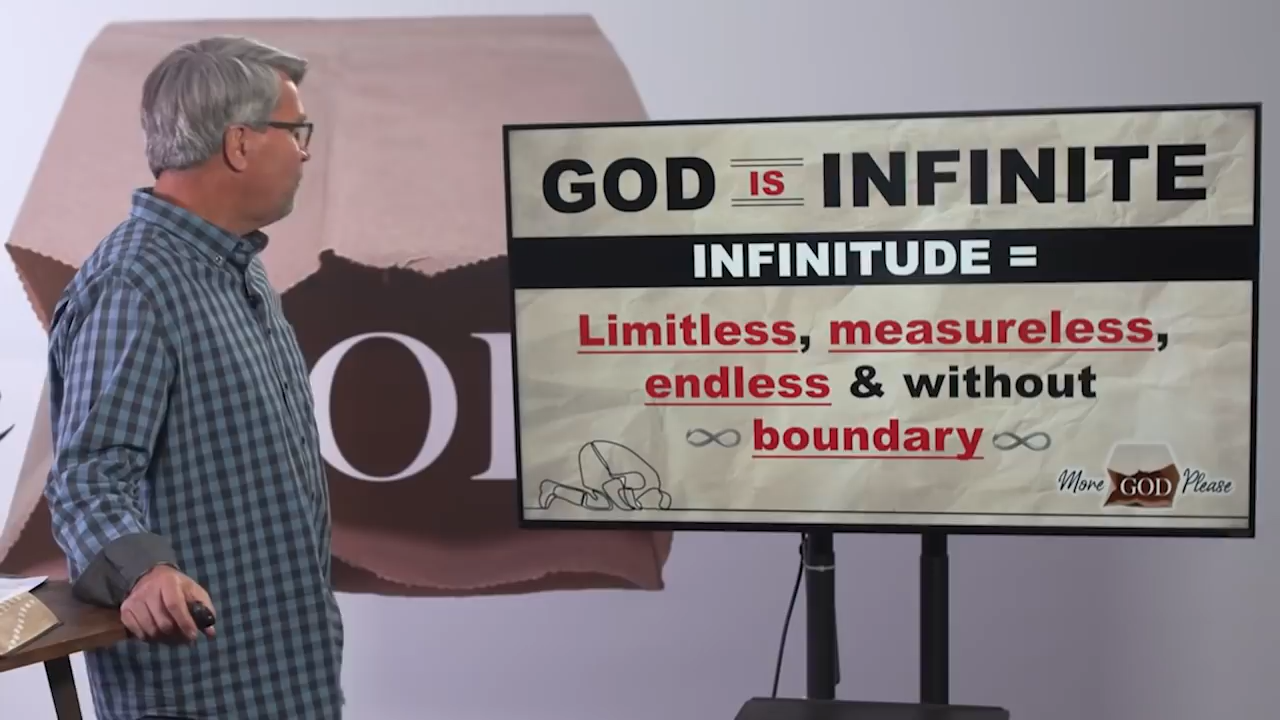 GOD IS INFINITE
INFINITUDE =
Limitless, measureless,
endless & without
∞ boundary ∞
More GOD Please